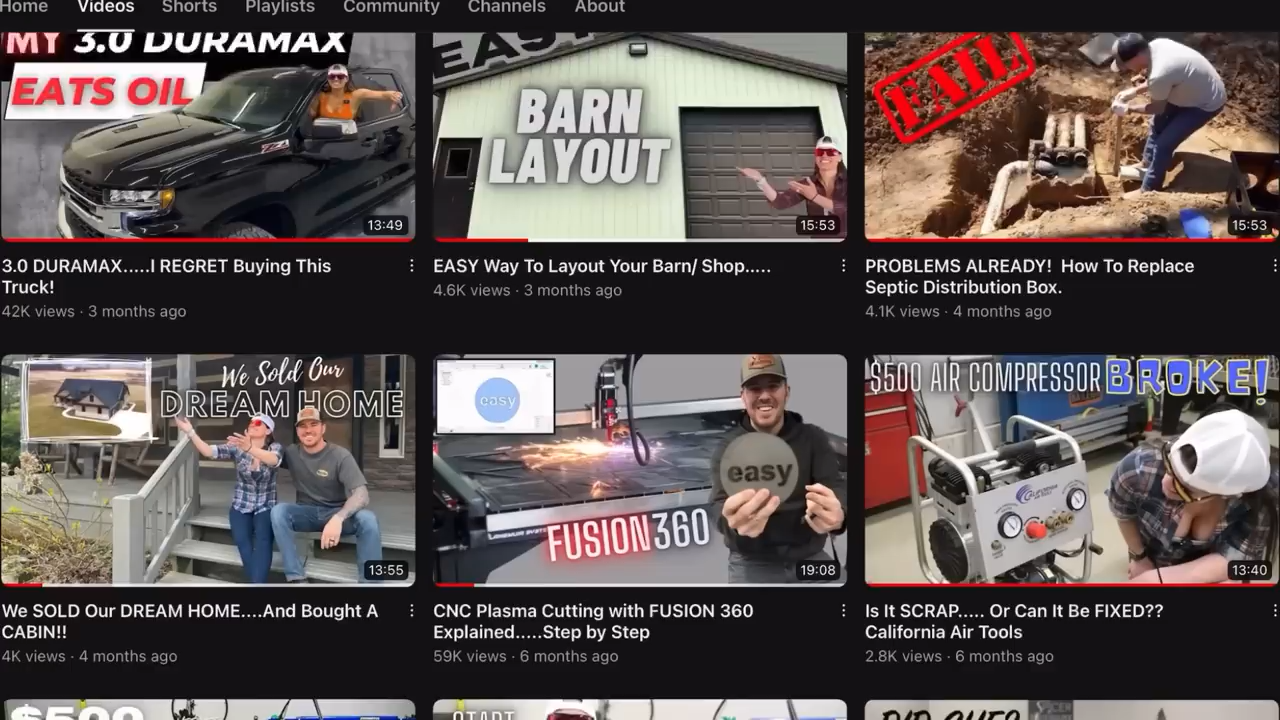 Home Videos Shorts Playlists Community Channels About
MY 3.0 DURAMAX
EATS OIL
Z71
13:49
EASY
BARN
LAYOUT
15:53
FAIL
15:53
3.0 DURAMAX.....I REGRET Buying This
Truck!
42K views · 3 months ago
EASY Way To Layout Your Barn/ Shop.....
4.6K views · 3 months ago
PROBLEMS ALREADY! How To Replace
Septic Distribution Box.
4.1K views · 4 months ago
We Sold Our
DREAM HOME
13:55
easy
easy
FUSION 360
19:08
$500 AIR COMPRESSOR BROKE!
CALIFORNIA
13:40
We SOLD Our DREAM HOME....And Bought A
CABIN!!
4K views · 4 months ago
CNC Plasma Cutting with FUSION 360
Explained.....Step by Step
59K views · 6 months ago
Is It SCRAP..... Or Can It Be FIXED??
California Air Tools
2.8K views · 6 months ago
$500
START